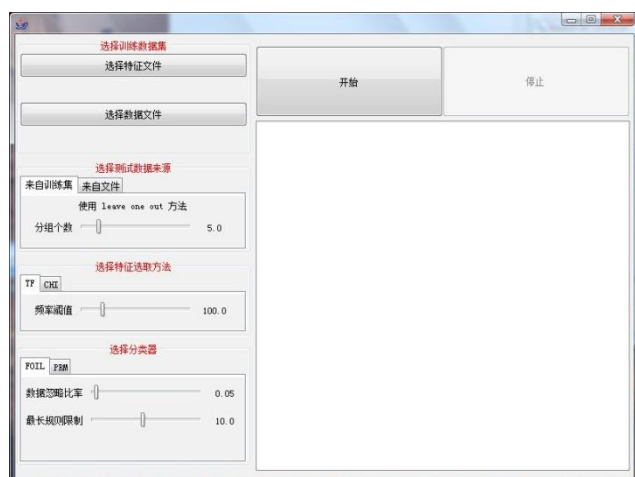 选择训练数据集
选择特征文件
选择数据文件
开始
停止
选择测试数据来源
来自训练集 来自文件
使用 leave one out 方法
分组个数 5.0
选择特征选取方法
TF CHI
频率阈值 100.0
选择分类器
FOIL PRM
数据忽略比率 0.05
最长规则限制 10.0